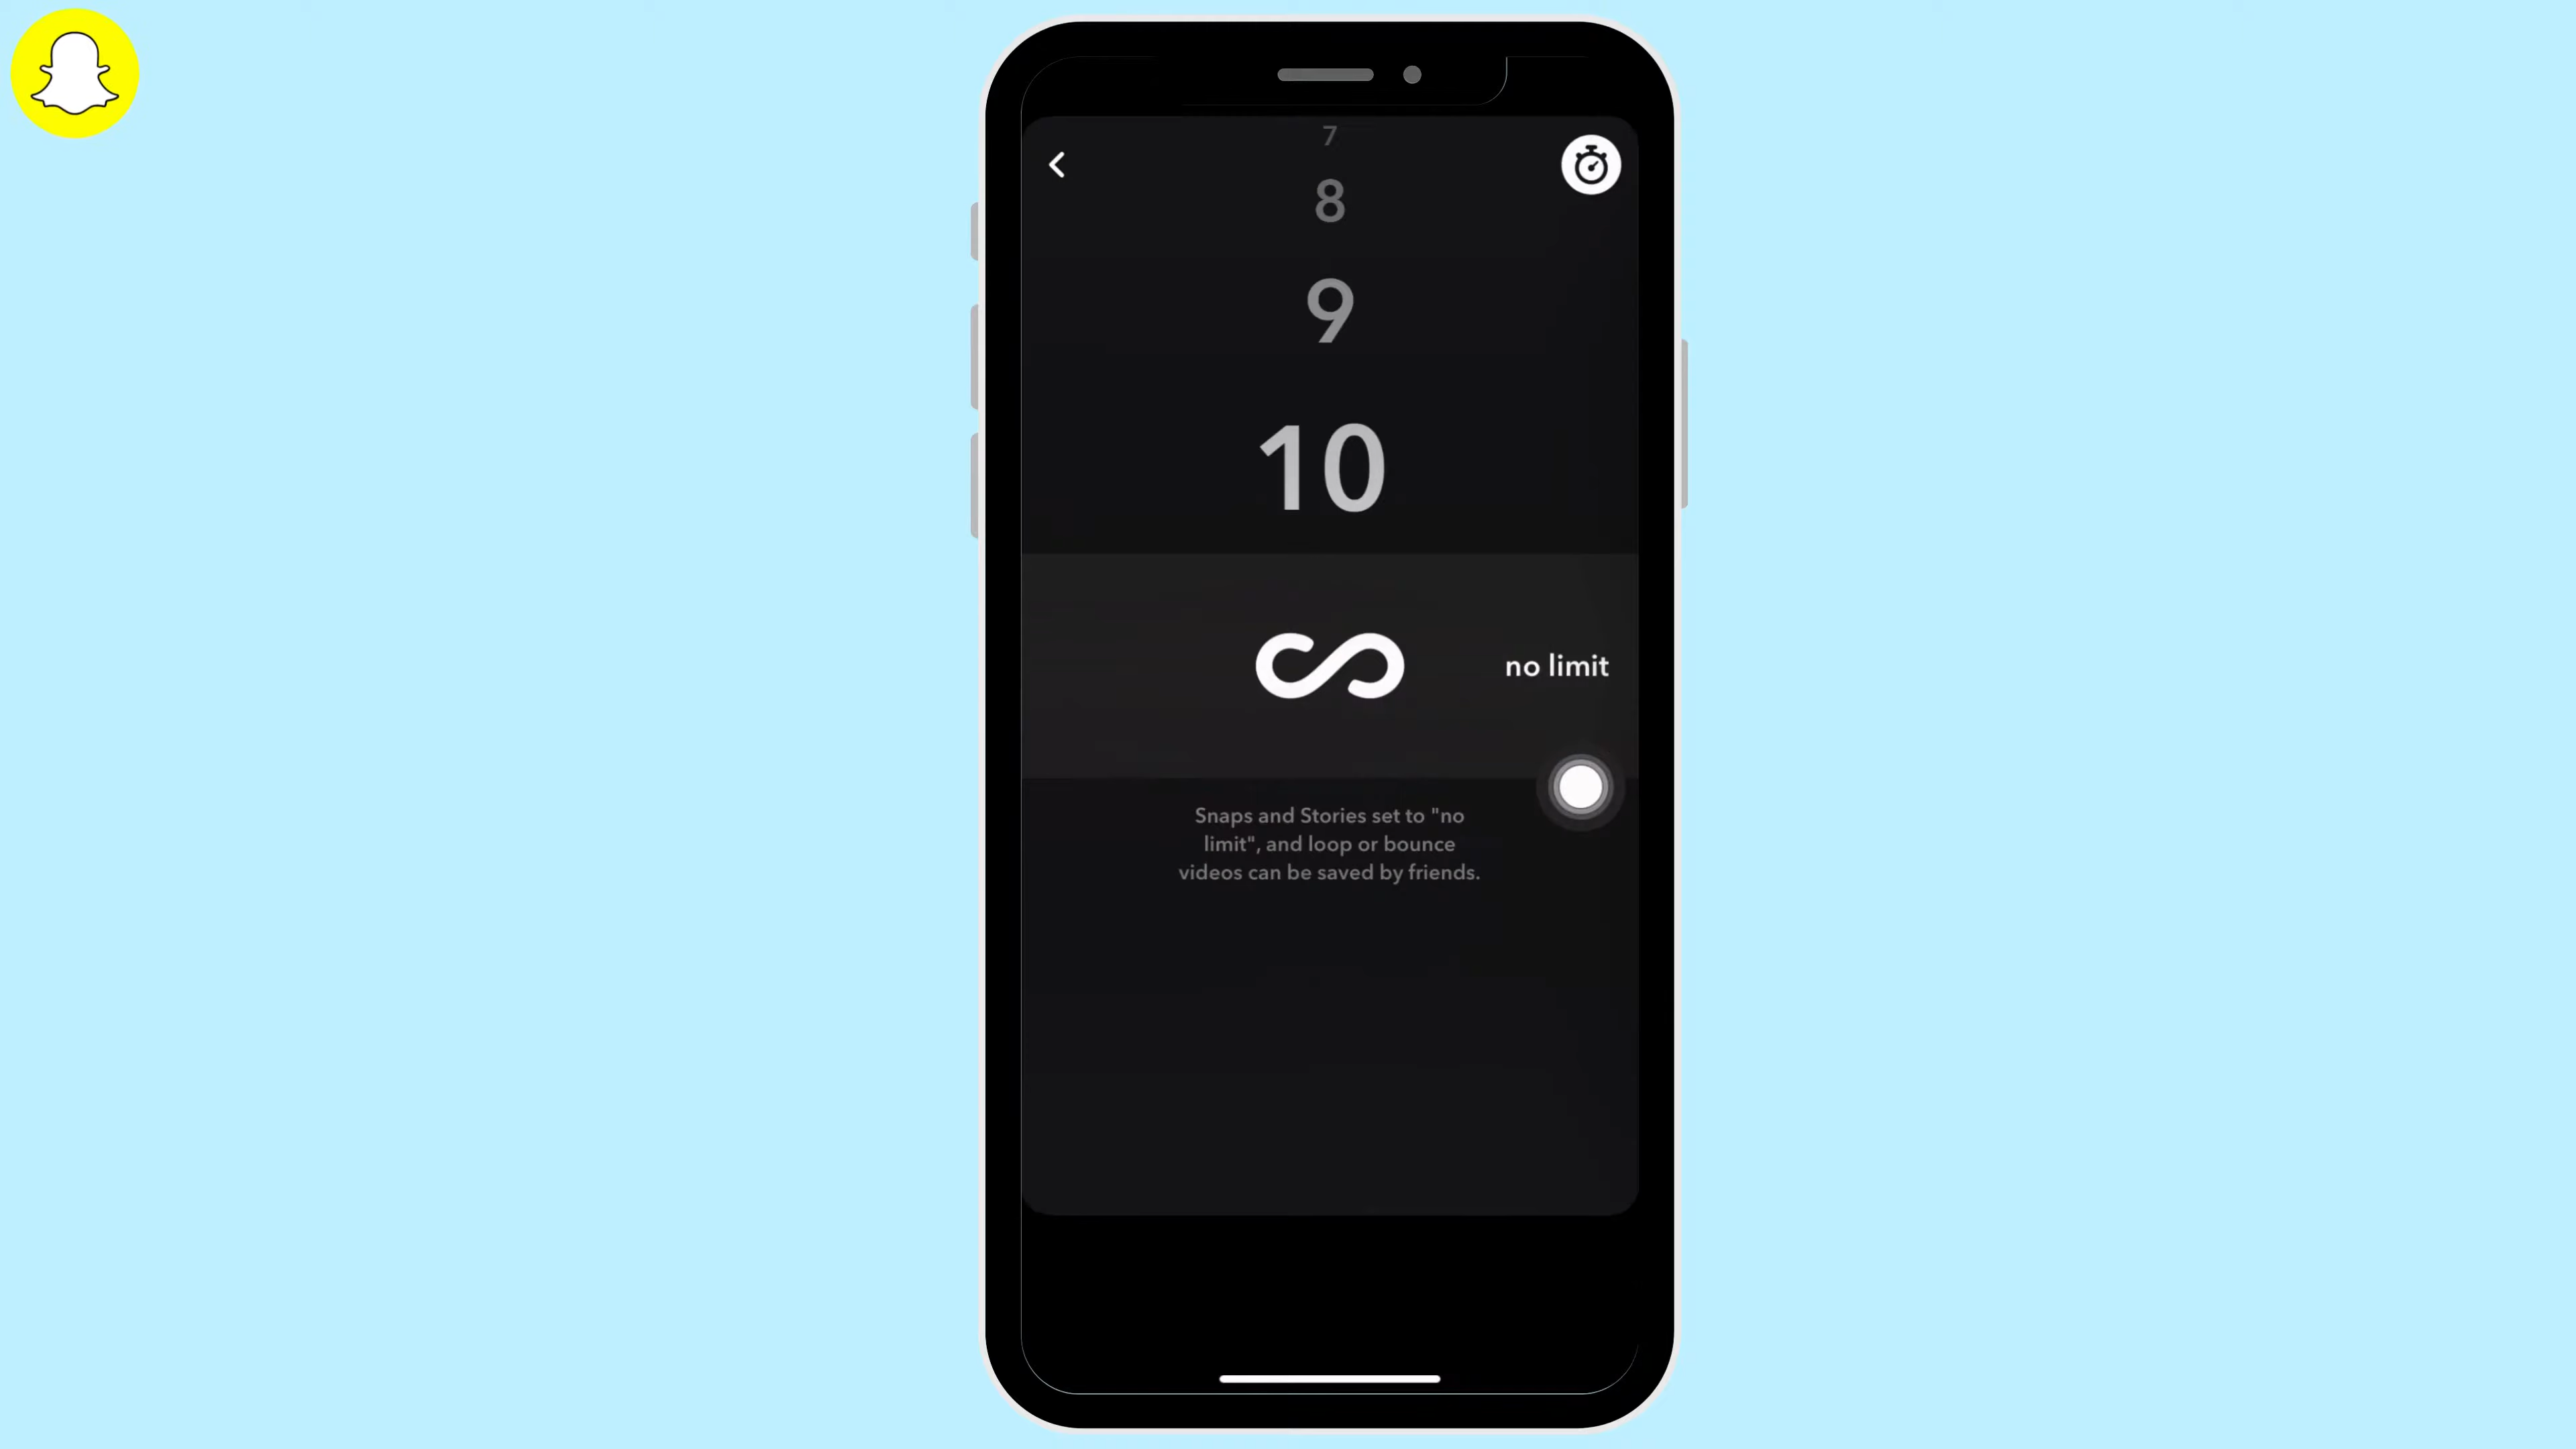 7
8
9
10
no limit
Snaps and Stories set to "no
limit", and loop or bounce
videos can be saved by friends.